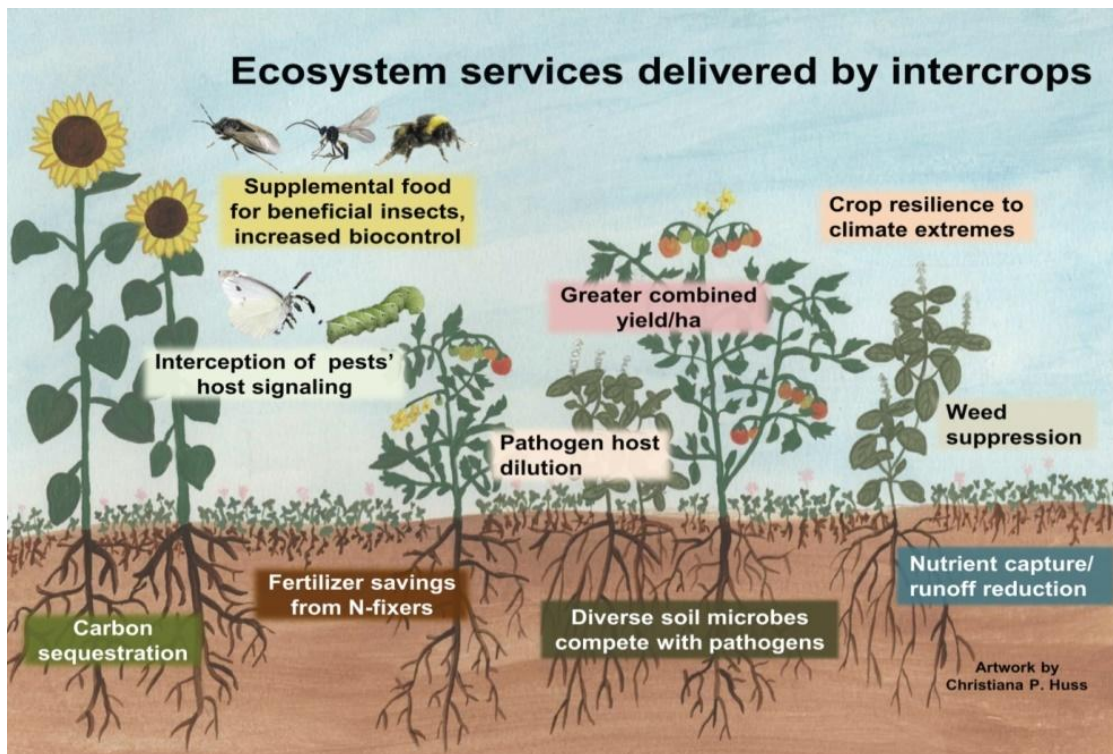 Ecosystem services delivered by intercrops
Supplemental food
for beneficial insects,
increased biocontrol
Crop resilience to
climate extremes
Greater combined
yield/ha
Interception of pests'
host signaling
Weed
suppression
Pathogen host
dilution
Nutrient capture/
runoff reduction
Fertilizer savings
from N-fixers
Diverse soil microbes
compete with pathogens
Carbon
sequestration
Artwork by
Christiana P. Huss